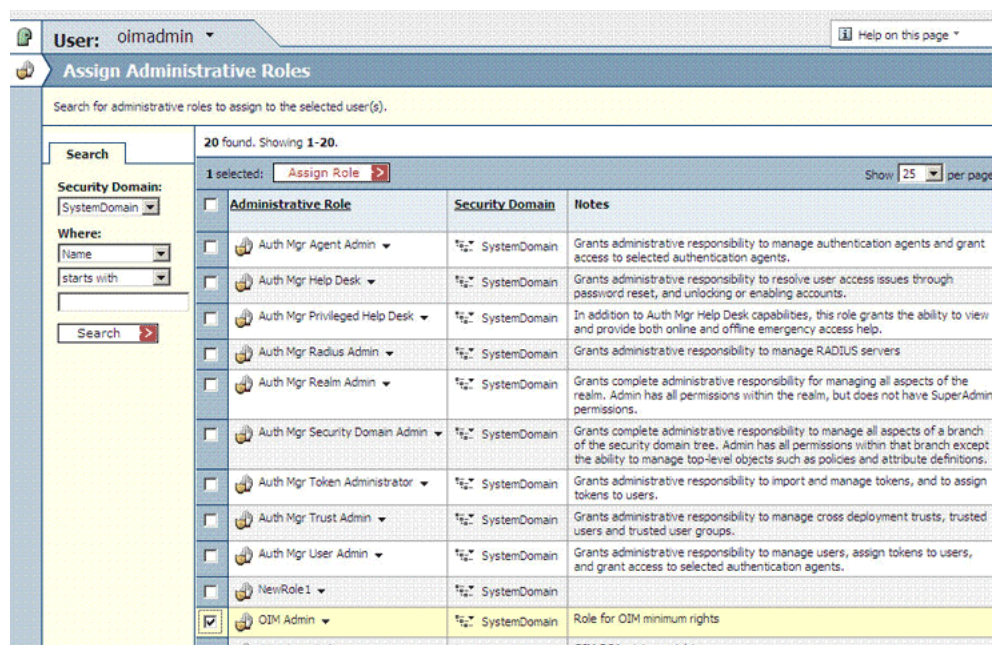 User: oimadmin
Help on this page
Assign Administrative Roles
Search for administrative roles to assign to the selected user(s).
Search
Security Domain:
SystemDomain
Where:
Name
starts with
Search
20 found. Showing 1-20.
1 selected: Assign Role
Show 25 per page
Administrative Role Security Domain Notes
Auth Mgr Agent Admin SystemDomain Grants administrative responsibility to manage authentication agents and grant
access to selected authentication agents.
Auth Mgr Help Desk SystemDomain Grants administrative responsibility to resolve user access issues through
password reset, and unlocking or enabling accounts.
Auth Mgr Privileged Help Desk SystemDomain In addition to Auth Mgr Help Desk capabilities, this role grants the ability to view
and provide both online and offline emergency access help.
Auth Mgr Radius Admin SystemDomain Grants administrative responsibility to manage RADIUS servers
Auth Mgr Realm Admin SystemDomain Grants complete administrative responsibility for managing all aspects of the
realm. Admin has all permissions within the realm, but does not have SuperAdmin
permissions.
Auth Mgr Security Domain Admin SystemDomain Grants complete administrative responsibility to manage all aspects of a branch
of the security domain tree. Admin has all permissions within that branch except
the ability to manage top-level objects such as policies and attribute definitions.
Auth Mgr Token Administrator SystemDomain Grants administrative responsibility to import and manage tokens, and to assign
tokens to users.
Auth Mgr Trust Admin SystemDomain Grants administrative responsibility to manage cross deployment trusts, trusted
users and trusted user groups.
Auth Mgr User Admin SystemDomain Grants administrative responsibility to manage users, assign tokens to users,
and grant access to selected authentication agents.
NewRole1 SystemDomain
OIM Admin SystemDomain Role for OIM minimum rights